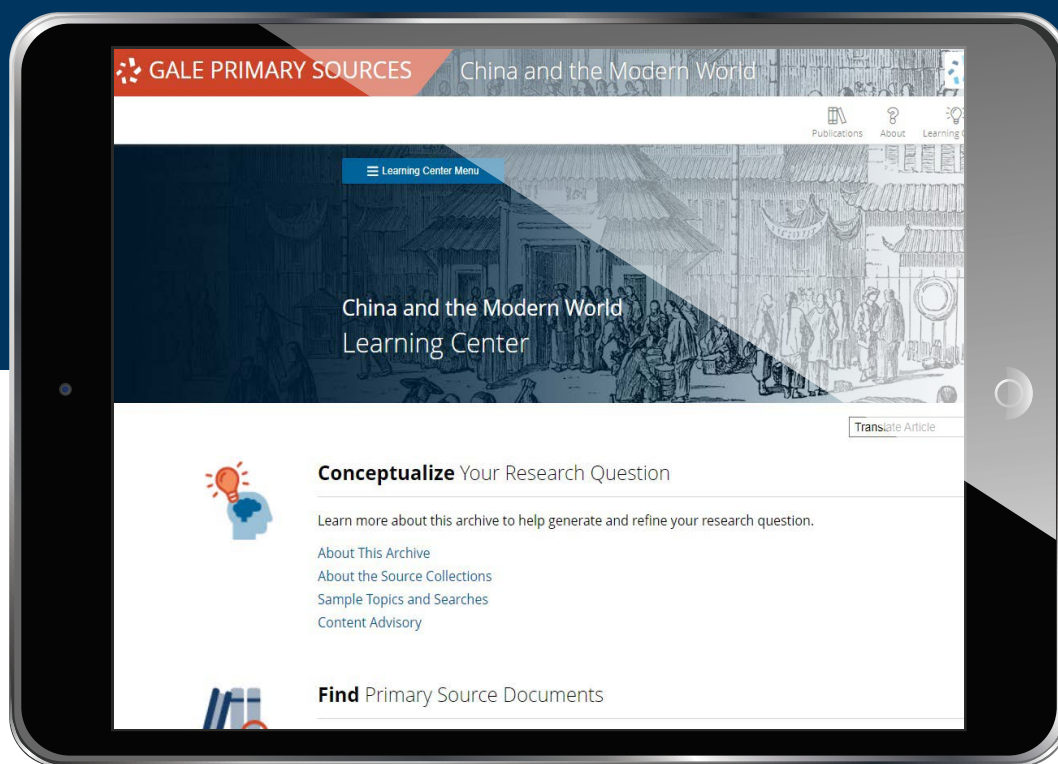 GALE PRIMARY SOURCES
China and the Modern World
Publications
About
Learning
Learning Center Menu
China and the Modern World
Learning Center
Translate Article
Conceptualize Your Research Question
Learn more about this archive to help generate and refine your research question.
About This Archive
About the Source Collections
Sample Topics and Searches
Content Advisory
Find Primary Source Documents